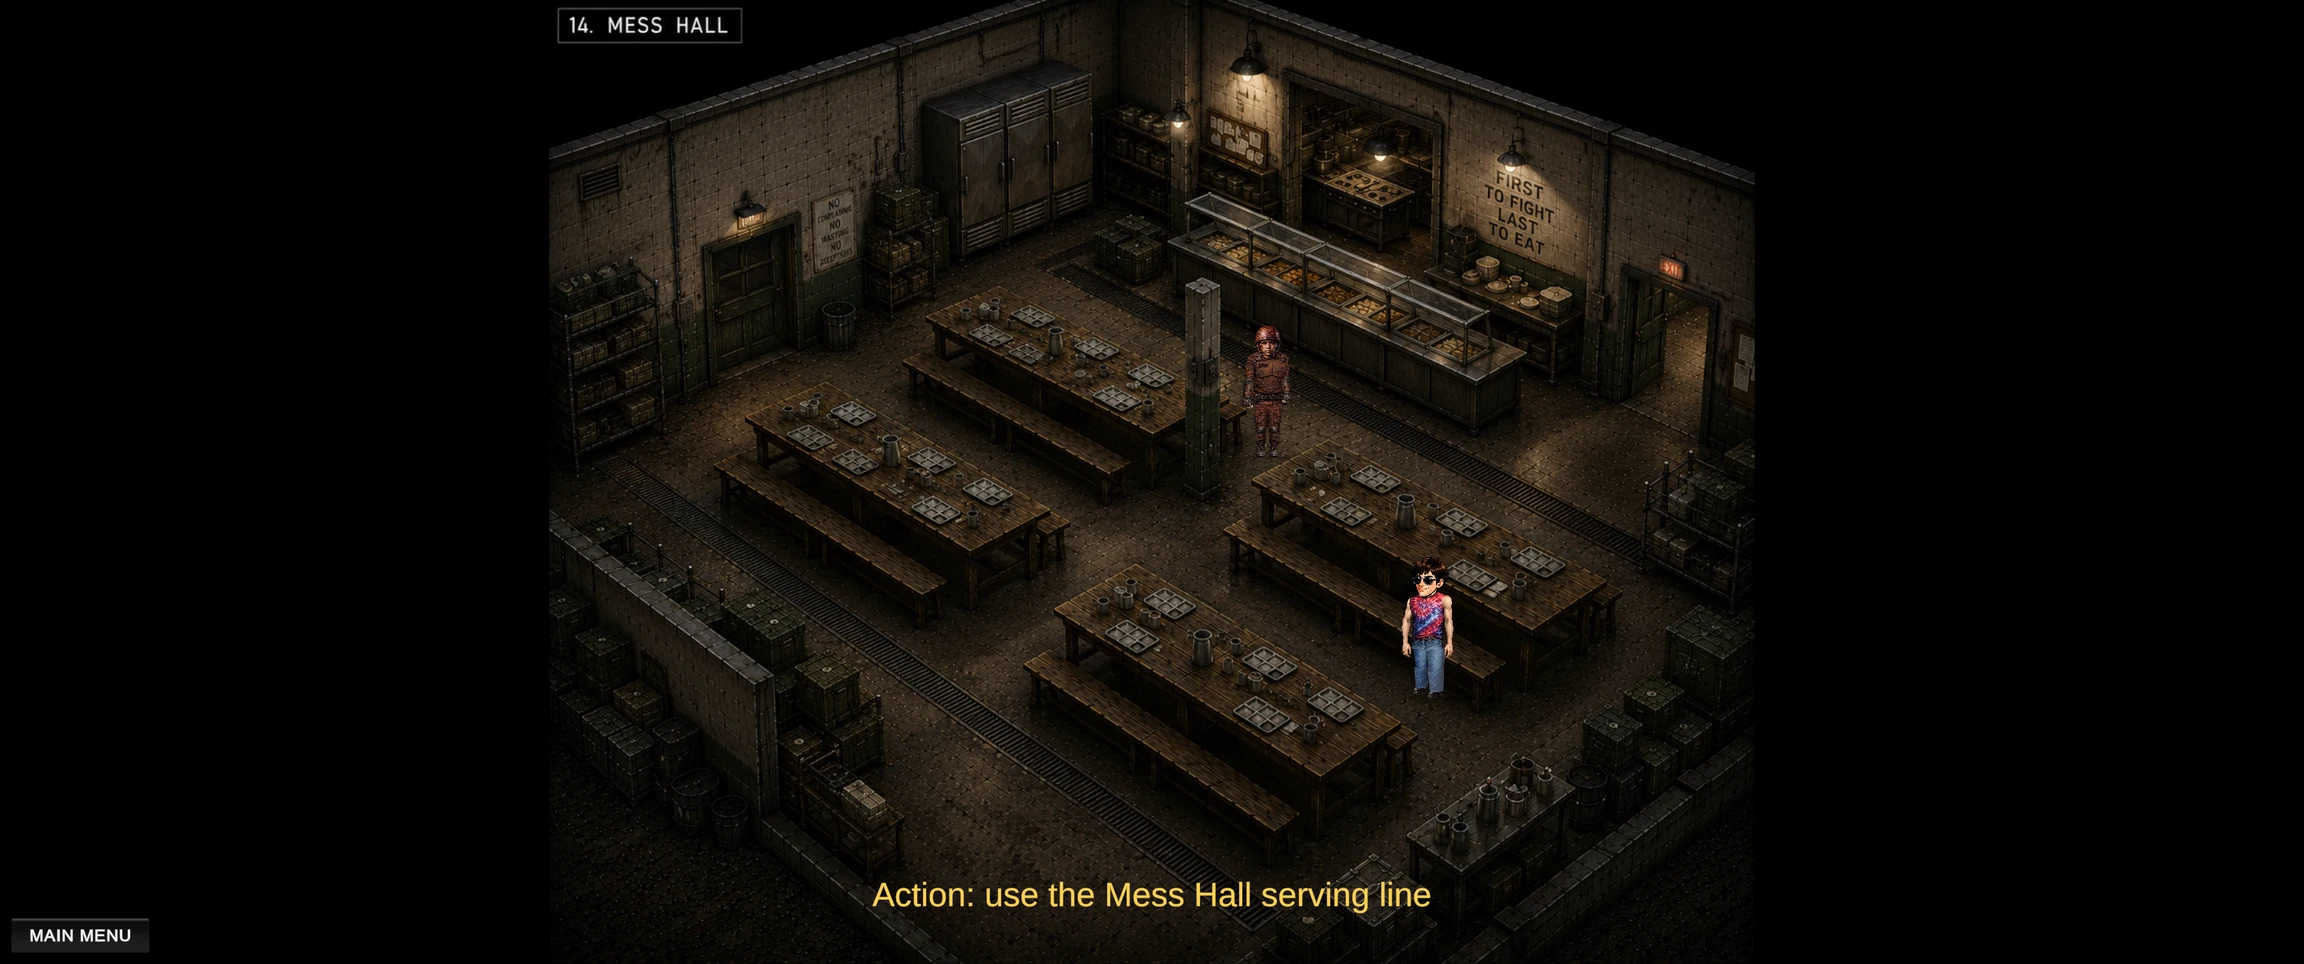 14. MESS HALL
NO
COMPLAINING
NO
WASTING
NO
EXCEPTIONS
FIRST
TO FIGHT
LAST
TO EAT
EXIT
Action: use the Mess Hall serving line
MAIN MENU